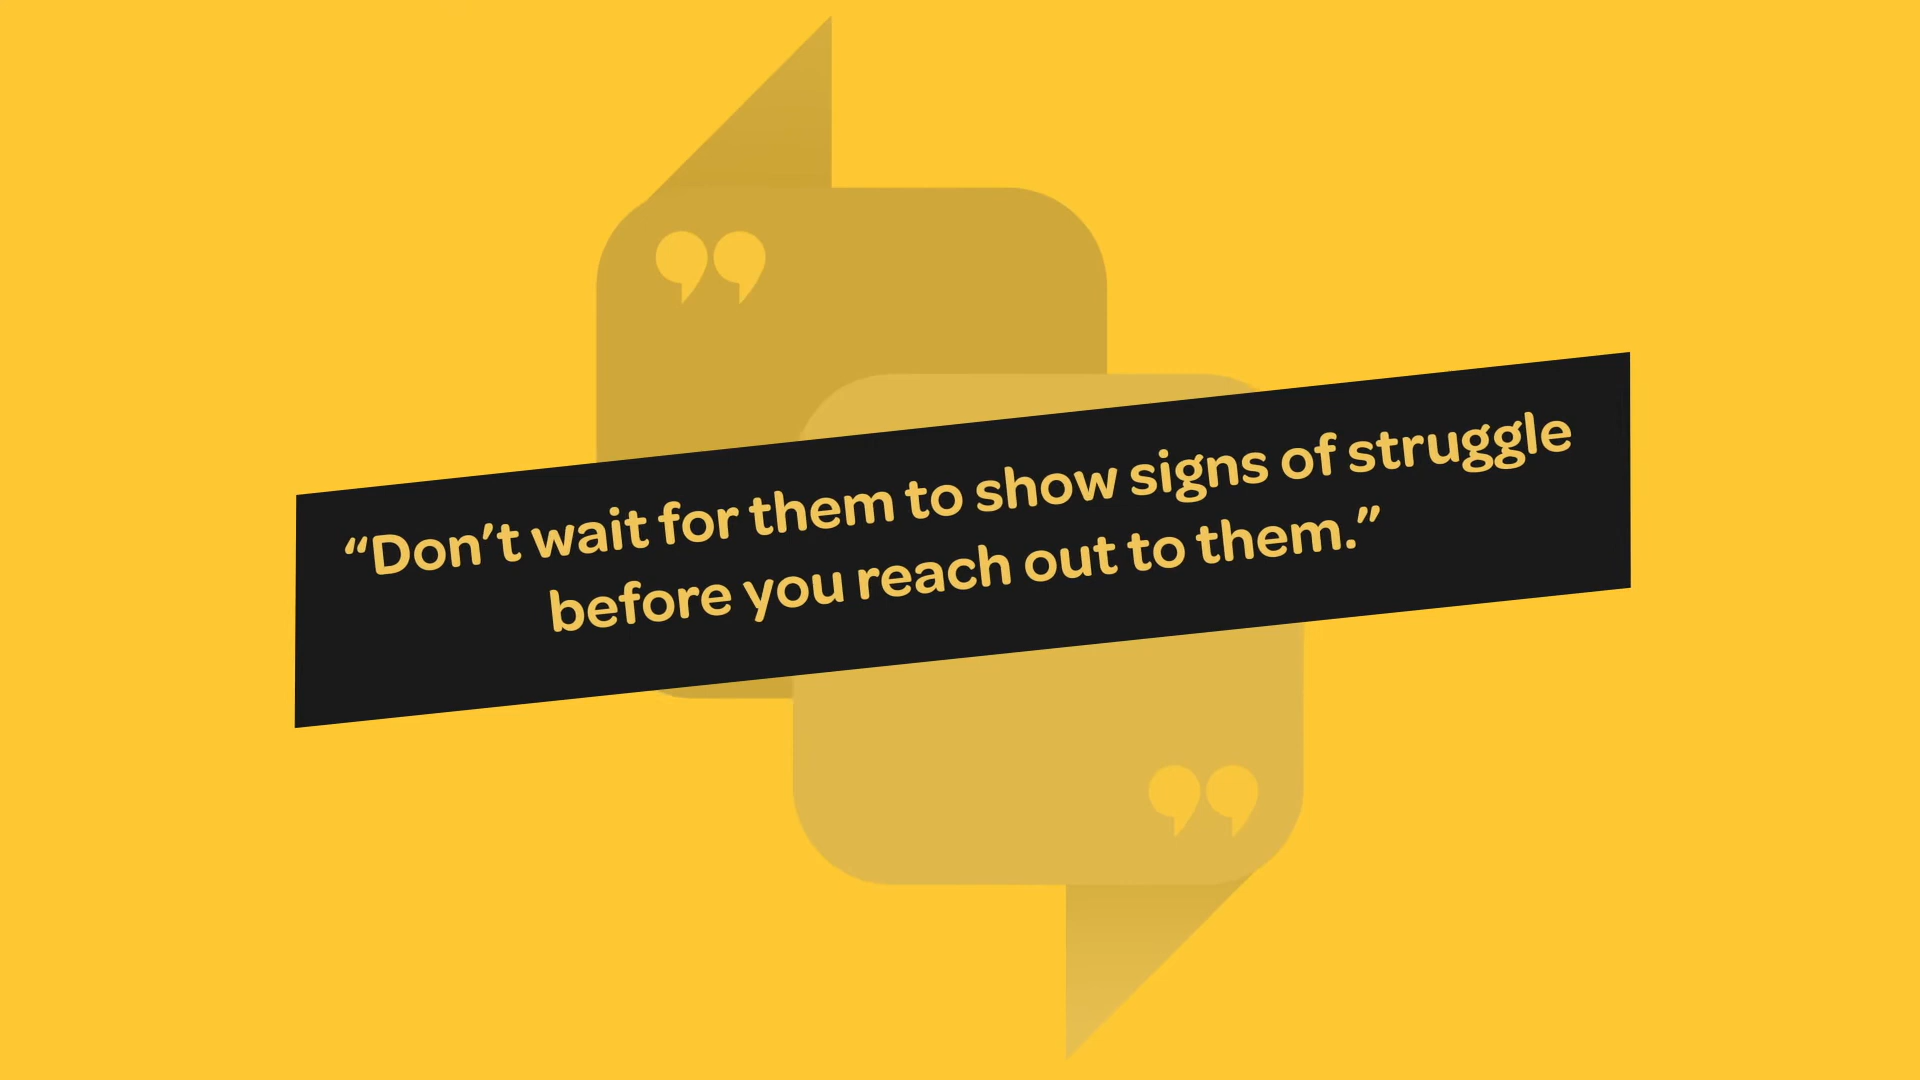 “Don’t wait for them to show signs of struggle
before you reach out to them.”